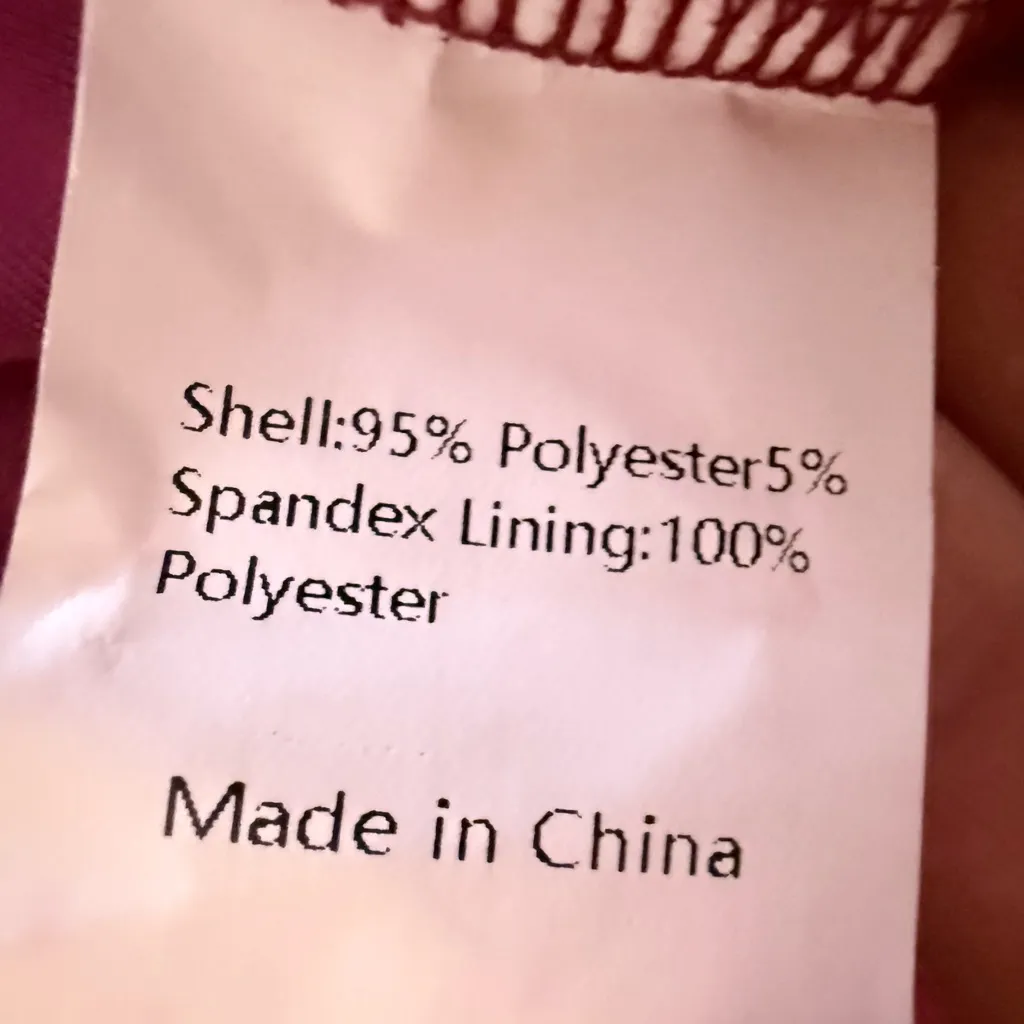 Shell:95% Polyester5%
Spandex Lining:100%
Polyester
Made in China